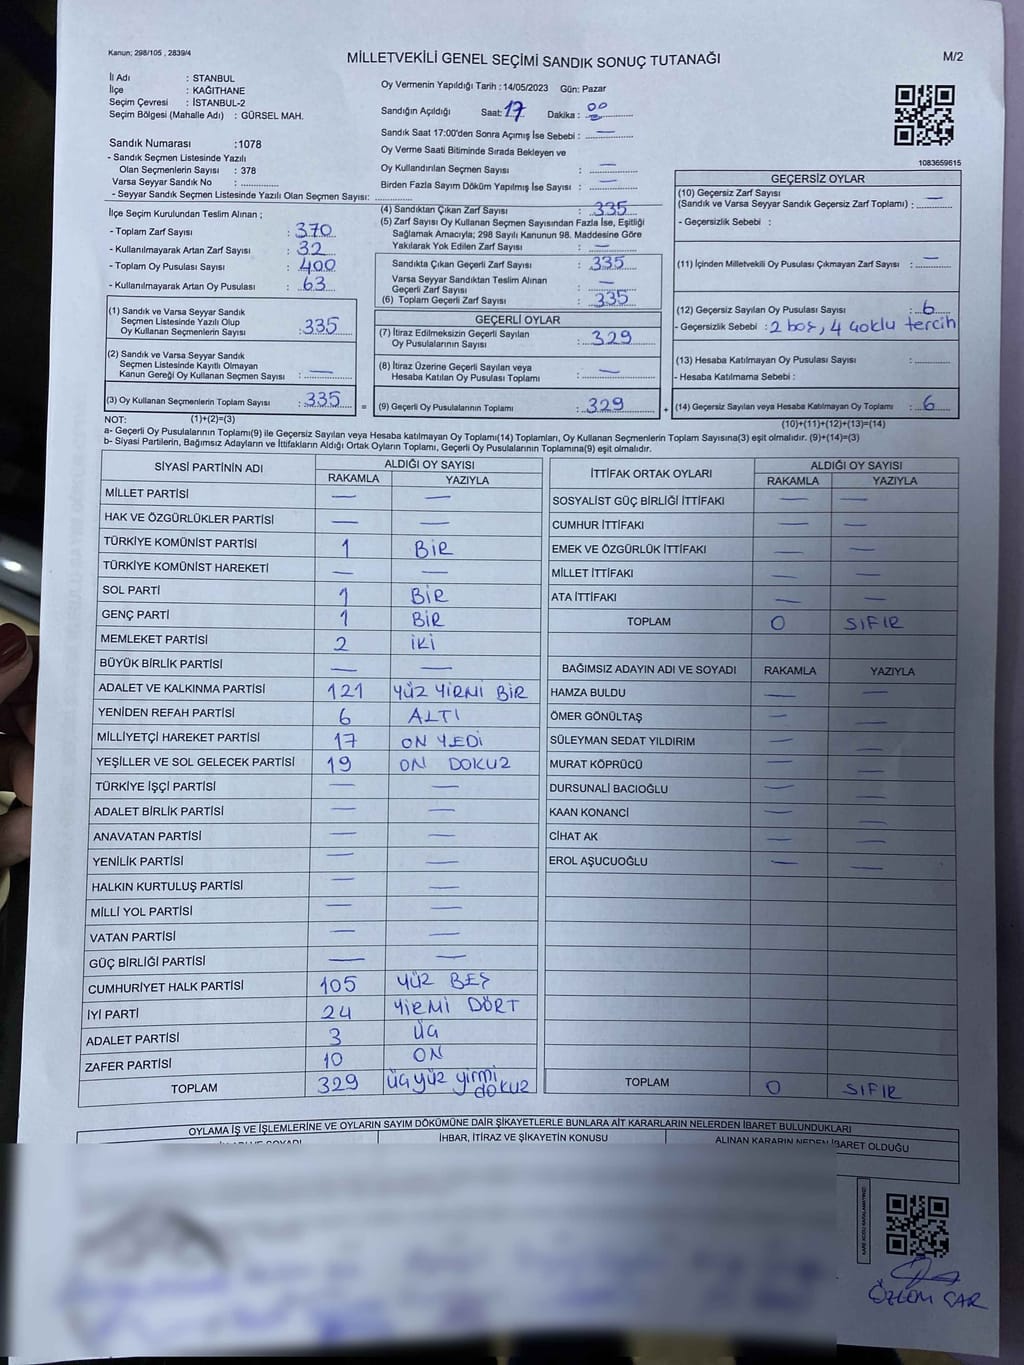 Kanun; 298/105 , 2839/4
MİLLETVEKİLİ GENEL SEÇİMİ SANDIK SONUÇ TUTANAĞI
M/2
İl Adı : STANBUL
İlçe : KAĞITHANE
Seçim Çevresi : İSTANBUL-2
Seçim Bölgesi (Mahalle Adı) : GÜRSEL MAH.
Sandık Numarası :1078
- Sandık Seçmen Listesinde Yazılı
Olan Seçmenlerin Sayısı : 378
Varsa Seyyar Sandık No : ..............
- Seyyar Sandık Seçmen Listesinde Yazılı Olan Seçmen Sayısı: ..............
Oy Vermenin Yapıldığı Tarih : 14/05/2023 Gün: Pazar
Sandığın Açıldığı Saat: 17 Dakika : 00
Sandık Saat 17:00'den Sonra Açımış İse Sebebi : —
Oy Verme Saati Bitiminde Sırada Bekleyen ve
Oy Kullandırılan Seçmen Sayısı : —
Birden Fazla Sayım Döküm Yapılmış İse Sayısı : —
1083659615
İlçe Seçim Kurulundan Teslim Alınan ;
- Toplam Zarf Sayısı : 370
- Kullanılmayarak Artan Zarf Sayısı : 32
- Toplam Oy Pusulası Sayısı : 400
- Kullanılmayarak Artan Oy Pusulası : 63
(1) Sandık ve Varsa Seyyar Sandık
Seçmen Listesinde Yazılı Olup
Oy Kullanan Seçmenlerin Sayısı : 335
(2) Sandık ve Varsa Seyyar Sandık
Seçmen Listesinde Kayıtlı Olmayan
Kanun Gereği Oy Kullanan Seçmen Sayısı : —
(3) Oy Kullanan Seçmenlerin Toplam Sayısı : 335
(4) Sandıktan Çıkan Zarf Sayısı : 335
(5) Zarf Sayısı Oy Kullanan Seçmen Sayısından Fazla İse, Eşitliği
Sağlamak Amacıyla; 298 Sayılı Kanunun 98. Maddesine Göre
Yakılarak Yok Edilen Zarf Sayısı : —
Sandıkta Çıkan Geçerli Zarf Sayısı : 335
Varsa Seyyar Sandıktan Teslim Alınan
Geçerli Zarf Sayısı : —
(6) Toplam Geçerli Zarf Sayısı : 335
GEÇERLİ OYLAR
(7) İtiraz Edilmeksizin Geçerli Sayılan
Oy Pusulalarının Sayısı : 329
(8) İtiraz Üzerine Geçerli Sayılan veya
Hesaba Katılan Oy Pusulası Toplamı : —
= (9) Geçerli Oy Pusulalarının Toplamı : 329
GEÇERSİZ OYLAR
(10) Geçersiz Zarf Sayısı
(Sandık ve Varsa Seyyar Sandık Geçersiz Zarf Toplamı) : —
- Geçersizlik Sebebi :
(11) İçinden Milletvekili Oy Pusulası Çıkmayan Zarf Sayısı : —
(12) Geçersiz Sayılan Oy Pusulası Sayısı : 6
- Geçersizlik Sebebi : 2 boş, 4 çoklu tercih
(13) Hesaba Katılmayan Oy Pusulası Sayısı : ..............
- Hesaba Katılmama Sebebi :
+ (14) Geçersiz Sayılan veya Hesaba Katılmayan Oy Toplamı : 6
NOT: (1)+(2)=(3)
(10)+(11)+(12)+(13)=(14)
a- Geçerli Oy Pusulalarının Toplamı(9) ile Geçersiz Sayılan veya Hesaba katılmayan Oy Toplamı(14) Toplamları, Oy Kullanan Seçmenlerin Toplam Sayısına(3) eşit olmalıdır. (9)+(14)=(3)
b- Siyasi Partilerin, Bağımsız Adayların ve İttifakların Aldığı Ortak Oyların Toplamı, Geçerli Oy Pusulalarının Toplamına(9) eşit olmalıdır.
SİYASİ PARTİNİN ADI ALDIĞI OY SAYISI
RAKAMLA YAZIYLA
MİLLET PARTİSİ — —
HAK VE ÖZGÜRLÜKLER PARTİSİ — —
TÜRKİYE KOMÜNİST PARTİSİ 1 BİR
TÜRKİYE KOMÜNİST HAREKETİ — —
SOL PARTİ 1 BİR
GENÇ PARTİ 1 BİR
MEMLEKET PARTİSİ 2 İKİ
BÜYÜK BİRLİK PARTİSİ — —
ADALET VE KALKINMA PARTİSİ 121 YÜZ YİRMİ BİR
YENİDEN REFAH PARTİSİ 6 ALTI
MİLLİYETÇİ HAREKET PARTİSİ 17 ON YEDİ
YEŞİLLER VE SOL GELECEK PARTİSİ 19 ON DOKUZ
TÜRKİYE İŞÇİ PARTİSİ — —
ADALET BİRLİK PARTİSİ — —
ANAVATAN PARTİSİ — —
YENİLİK PARTİSİ — —
HALKIN KURTULUŞ PARTİSİ — —
MİLLİ YOL PARTİSİ — —
VATAN PARTİSİ — —
GÜÇ BİRLİĞİ PARTİSİ — —
CUMHURİYET HALK PARTİSİ 105 YÜZ BEŞ
İYİ PARTİ 24 YİRMİ DÖRT
ADALET PARTİSİ 3 ÜÇ
ZAFER PARTİSİ 10 ON
TOPLAM 329 üçyüz yirmi dokuz
İTTİFAK ORTAK OYLARI ALDIĞI OY SAYISI
RAKAMLA YAZIYLA
SOSYALİST GÜÇ BİRLİĞİ İTTİFAKI — —
CUMHUR İTTİFAKI — —
EMEK VE ÖZGÜRLÜK İTTİFAKI — —
MİLLET İTTİFAKI — —
ATA İTTİFAKI — —
TOPLAM 0 SIFIR
BAĞIMSIZ ADAYIN ADI VE SOYADI RAKAMLA YAZIYLA
HAMZA BULDU — —
ÖMER GÖNÜLTAŞ — —
SÜLEYMAN SEDAT YILDIRIM — —
MURAT KÖPRÜCÜ — —
DURSUNALİ BACIOĞLU — —
KAAN KONANCİ — —
CİHAT AK — —
EROL AŞUCUOĞLU — —
TOPLAM 0 SIFIR
OYLAMA İŞ VE İŞLEMLERİNE VE OYLARIN SAYIM DÖKÜMÜNE DAİR ŞİKAYETLERLE BUNLARA AİT KARARLARIN NELERDEN İBARET BULUNDUKLARI
İHBAR, İTİRAZ VE ŞİKAYETİN KONUSU
ALINAN KARARIN NEDEN İBARET OLDUĞU